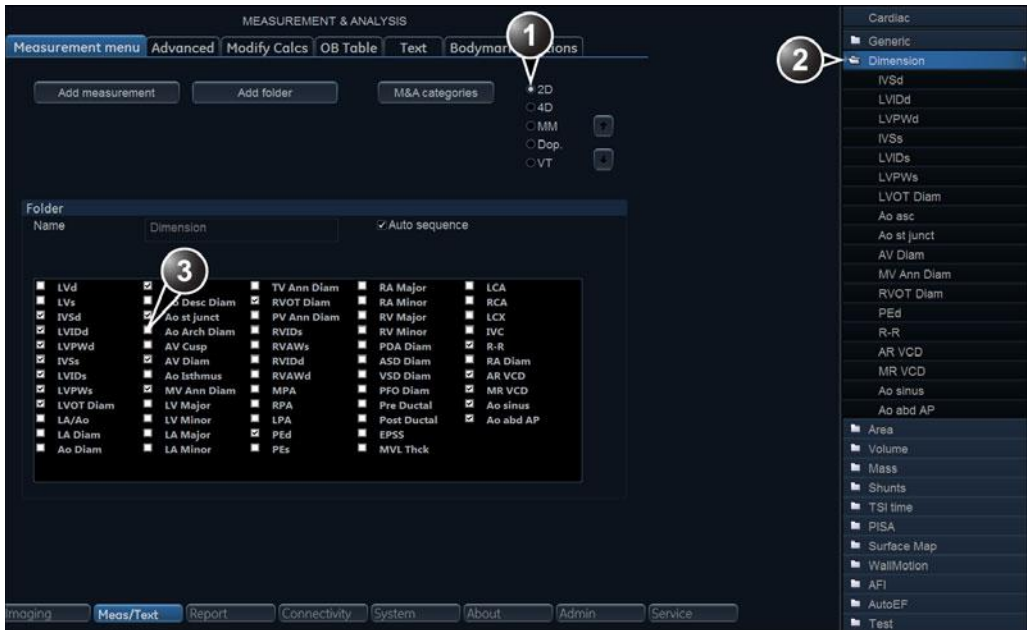 MEASUREMENT & ANALYSIS
Measurement menu Advanced Modify Calcs OB Table Text
1
Add measurement Add folder M&A categories
2D
4D
MM
Dop.
VT
Folder
Name Dimension Auto sequence
3
LVd TV Ann Diam RA Major LCA
LVs Desc Diam RVOT Diam RA Minor RCA
IVSd Ao st junct PV Ann Diam RV Major LCX
LVIDd Ao Arch Diam RVIDs RV Minor IVC
LVPWd AV Cusp RVAWs PDA Diam R-R
IVSs AV Diam RVIDd ASD Diam RA Diam
LVIDs Ao Isthmus RVAWd VSD Diam AR VCD
LVPWs MV Ann Diam MPA PFO Diam MR VCD
LVOT Diam LV Major RPA Pre Ductal Ao sinus
LA/Ao LV Minor LPA Post Ductal Ao abd AP
LA Diam LA Major PEd EPSS
Ao Diam LA Minor PEs MVL Thck
Meas/Text Report Connectivity System About Admin Service
Cardiac
Generic
2
Dimension
IVSd
LVIDd
LVPWd
IVSs
LVIDs
LVPWs
LVOT Diam
Ao asc
Ao st junct
AV Diam
MV Ann Diam
RVOT Diam
PEd
R-R
AR VCD
MR VCD
Ao sinus
Ao abd AP
Area
Volume
Mass
Shunts
TSI time
PISA
Surface Map
WallMotion
AFI
AutoEF
Test